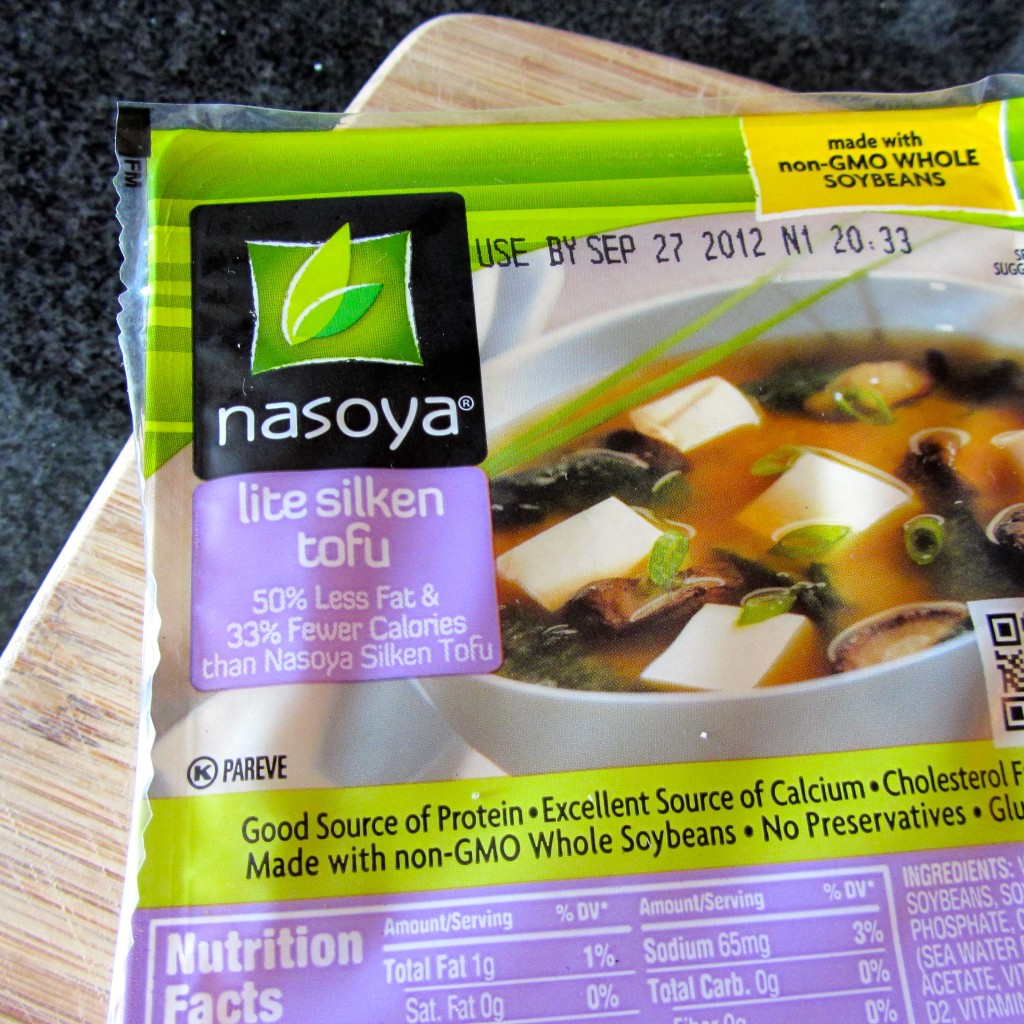 FM
made with
non-GMO WHOLE
SOYBEANS
USE BY SEP 27 2012 N1 20:33
nasoya®
lite silken
tofu
50% Less Fat &
33% Fewer Calories
than Nasoya Silken Tofu
K PAREVE
Good Source of Protein • Excellent Source of Calcium • Cholesterol
Made with non-GMO Whole Soybeans • No Preservatives •
Nutrition
Facts
Amount/Serving % DV*
Total Fat 1g 1%
Sat. Fat 0g 0%
Amount/Serving % DV*
Sodium 65mg 3%
Total Carb. 0g 0%
Fiber 0g 0%
INGREDIENTS:
SOYBEANS,
PHOSPHATE,
(SEA WATER
ACETATE,
D2, VITAMIN